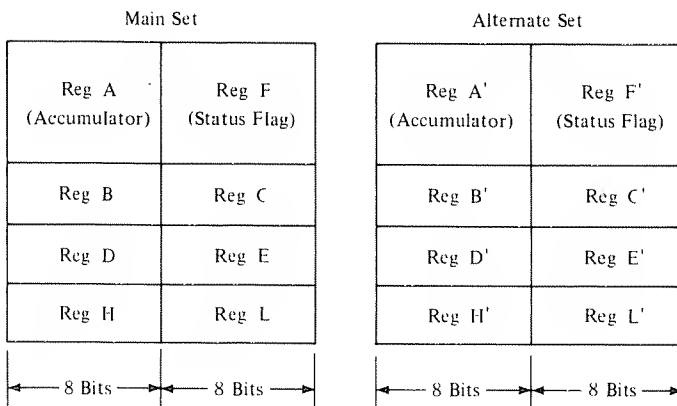 Main Set
Alternate Set
Reg A
Reg F
Reg A'
Reg F'
(Accumulator)
(Status Flag)
(Accumulator)
(Status Flag)
Reg B
Reg C
Reg B'
Reg C'
Reg D
Reg E
Reg D'
Reg E'
Reg H
Reg L
Reg H'
Reg L'
8 Bits
8 Bits
8 Bits
8 Bits